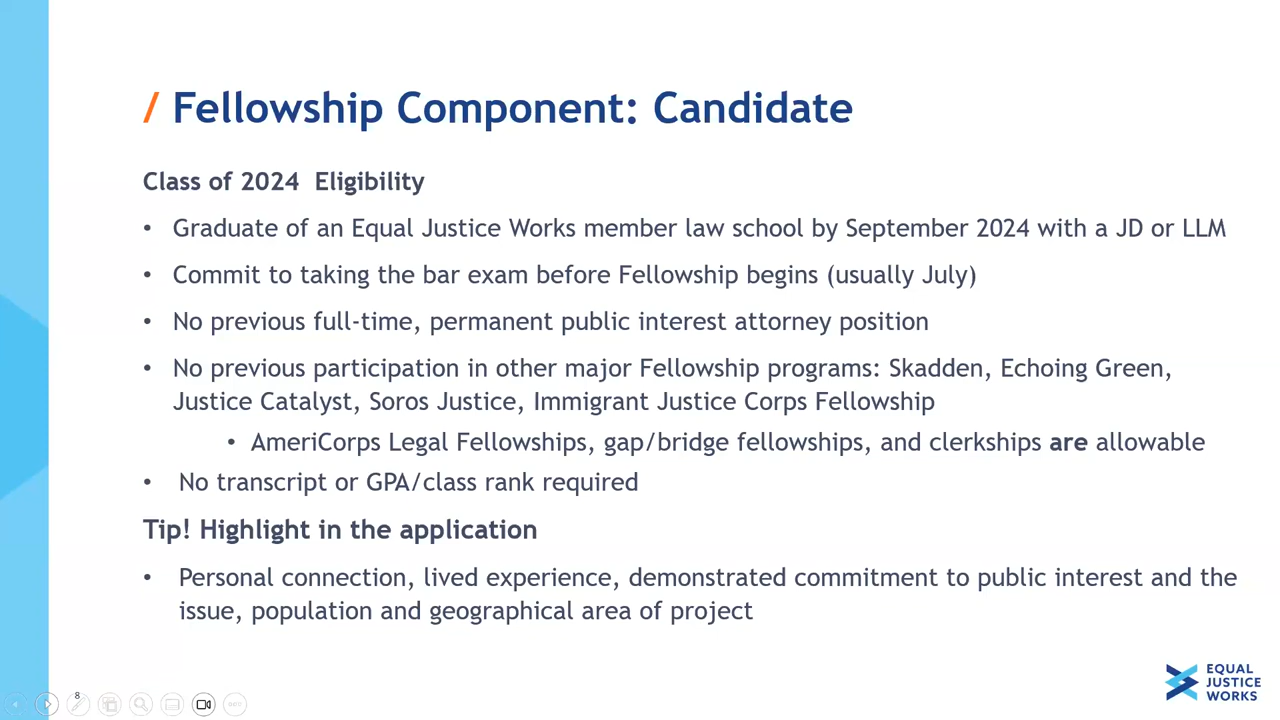 / Fellowship Component: Candidate
Class of 2024  Eligibility
• Graduate of an Equal Justice Works member law school by September 2024 with a JD or LLM
• Commit to taking the bar exam before Fellowship begins (usually July)
• No previous full-time, permanent public interest attorney position
• No previous participation in other major Fellowship programs: Skadden, Echoing Green,
Justice Catalyst, Soros Justice, Immigrant Justice Corps Fellowship
• AmeriCorps Legal Fellowships, gap/bridge fellowships, and clerkships are allowable
• No transcript or GPA/class rank required
Tip! Highlight in the application
• Personal connection, lived experience, demonstrated commitment to public interest and the
issue, population and geographical area of project
8
EQUAL
JUSTICE
WORKS